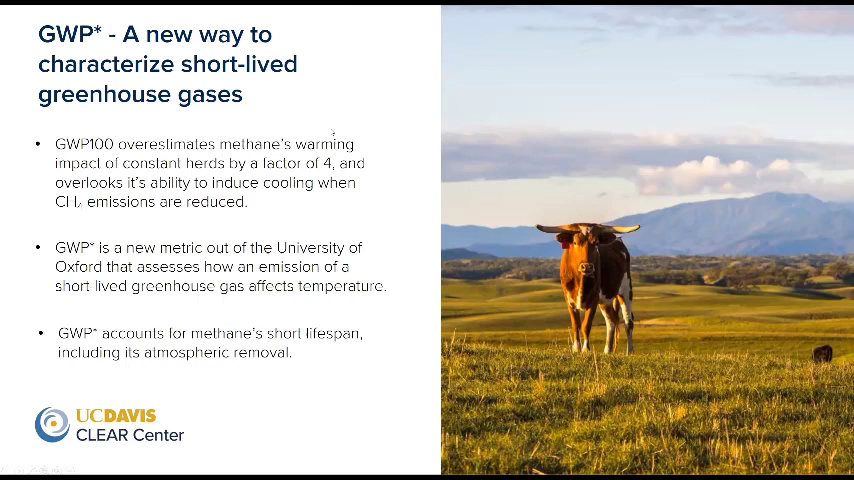 GWP* - A new way to
characterize short-lived
greenhouse gases
• GWP100 overestimates methane's warming
impact of constant herds by a factor of 4, and
overlooks it's ability to induce cooling when
CH₄ emissions are reduced.
• GWP* is a new metric out of the University of
Oxford that assesses how an emission of a
short-lived greenhouse gas affects temperature.
• GWP* accounts for methane's short lifespan,
including its atmospheric removal.
UCDAVIS
CLEAR Center